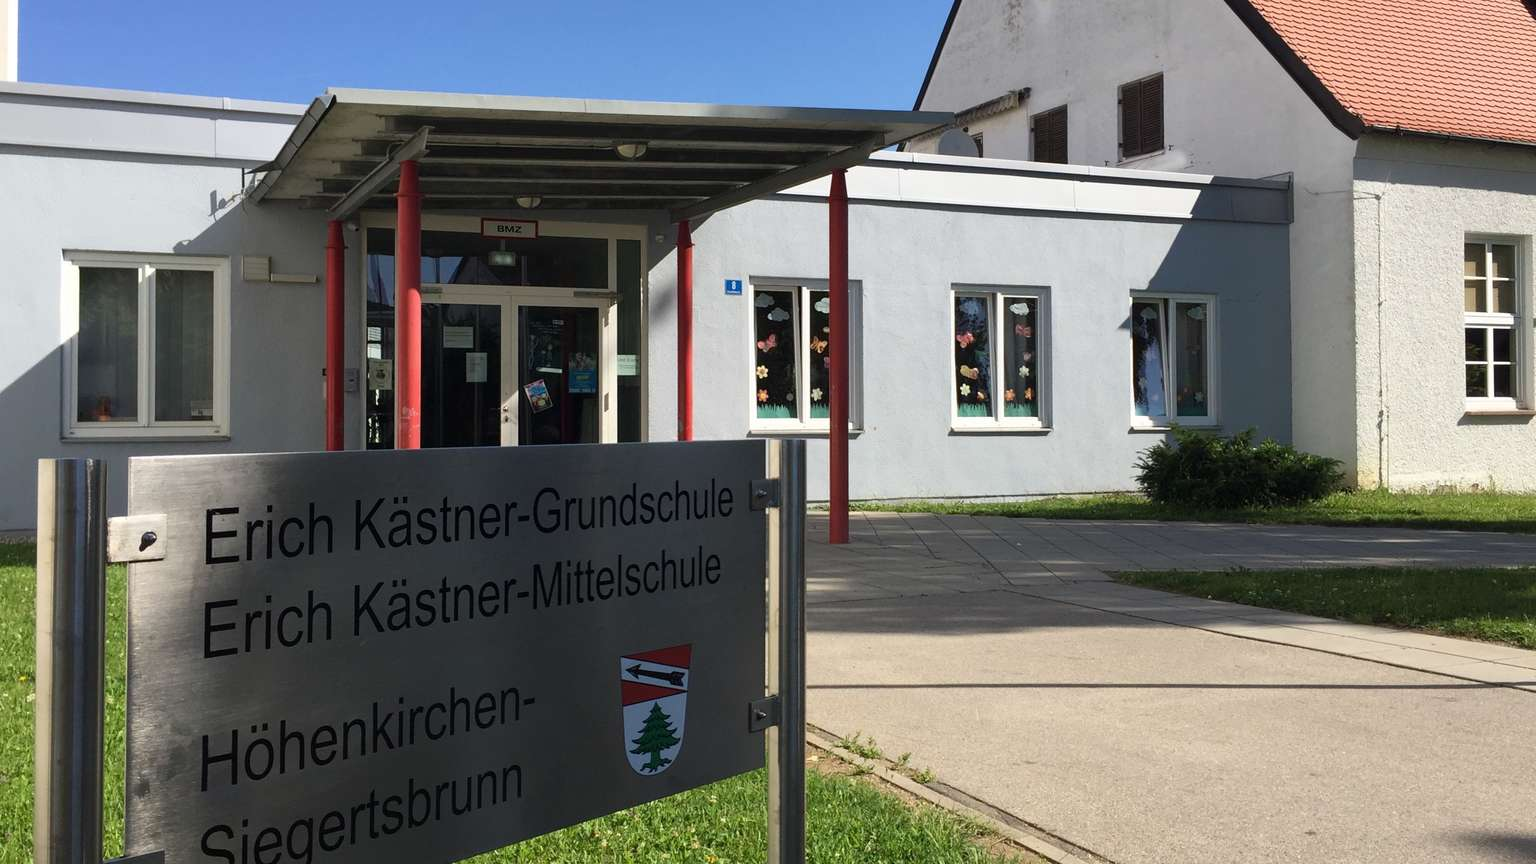 BMZ
8
Erich Kästner-Grundschule
Erich Kästner-Mittelschule
Höhenkirchen-
Siegertsbrunn